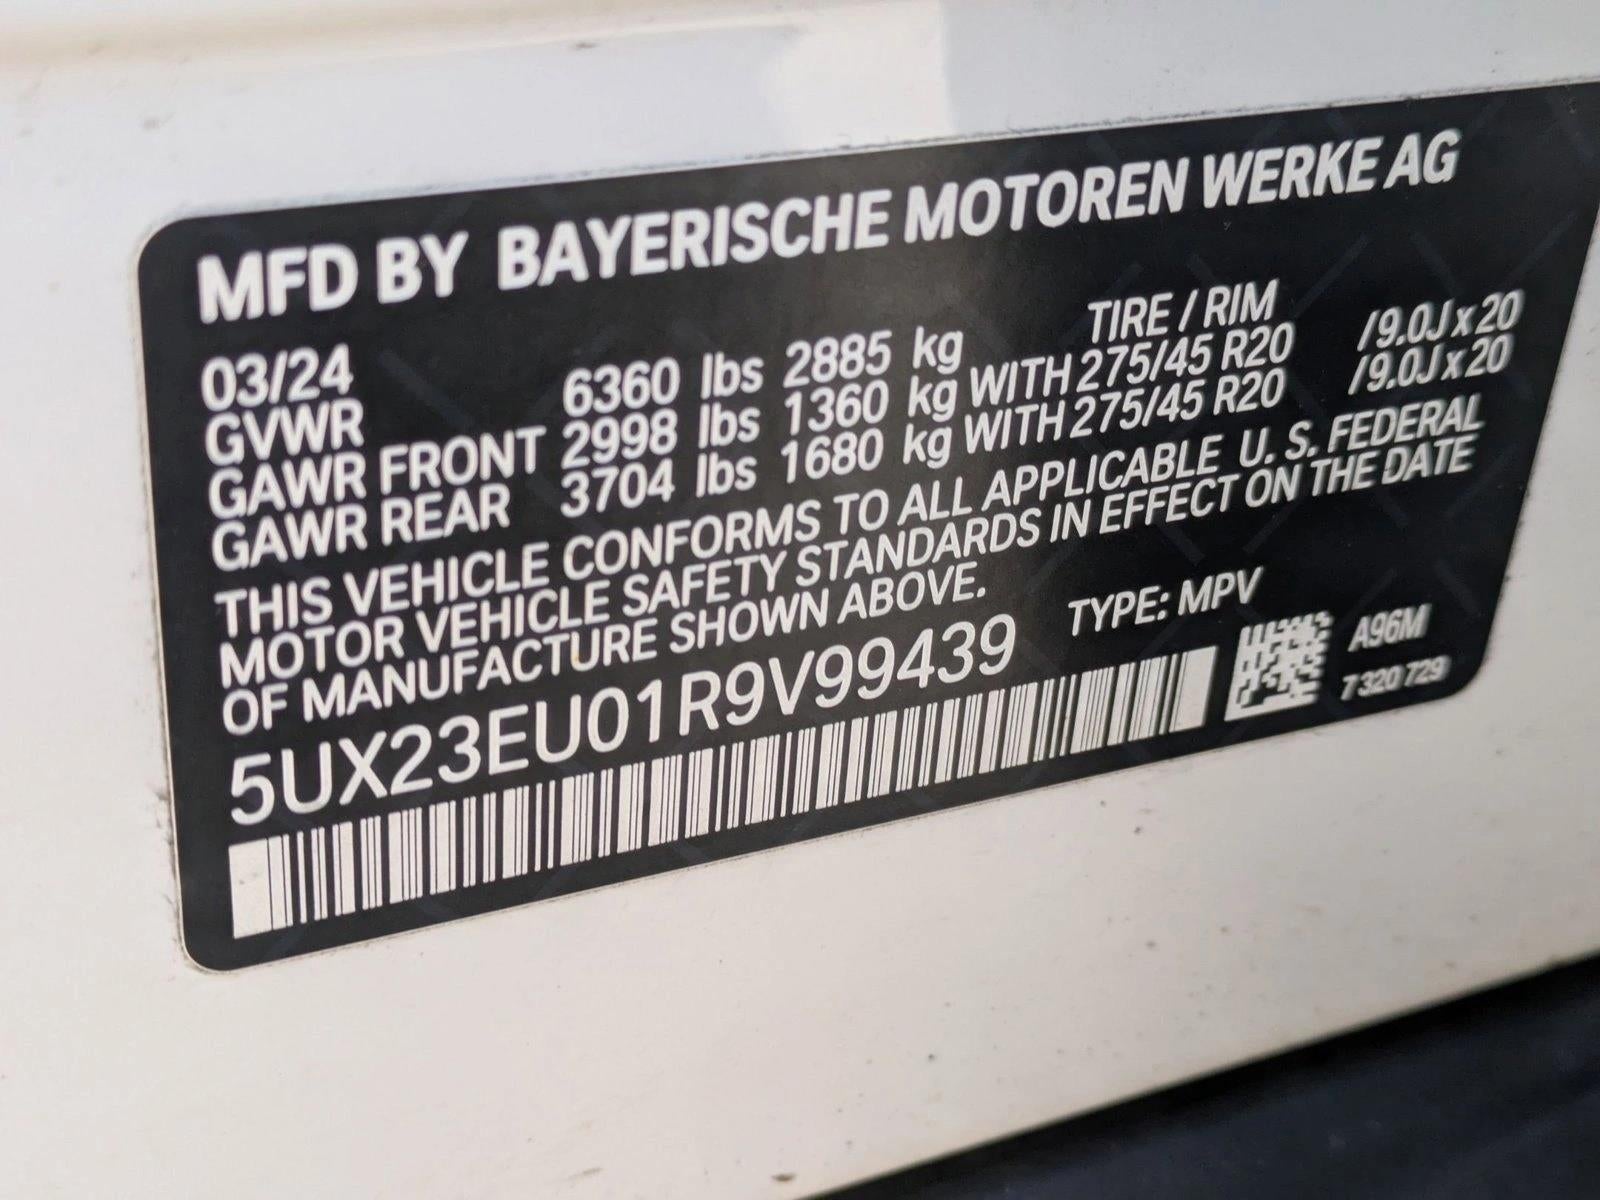 MFD BY BAYERISCHE MOTOREN WERKE AG
03/24 TIRE / RIM
GVWR 6360 lbs 2885 kg
GAWR FRONT 2998 lbs 1360 kg WITH 275/45 R20 /9.0J x 20
GAWR REAR 3704 lbs 1680 kg WITH 275/45 R20 /9.0J x 20
THIS VEHICLE CONFORMS TO ALL APPLICABLE U. S. FEDERAL
MOTOR VEHICLE SAFETY STANDARDS IN EFFECT ON THE DATE
OF MANUFACTURE SHOWN ABOVE.
5UX23EU01R9V99439 TYPE: MPV
A96M
7 320 729